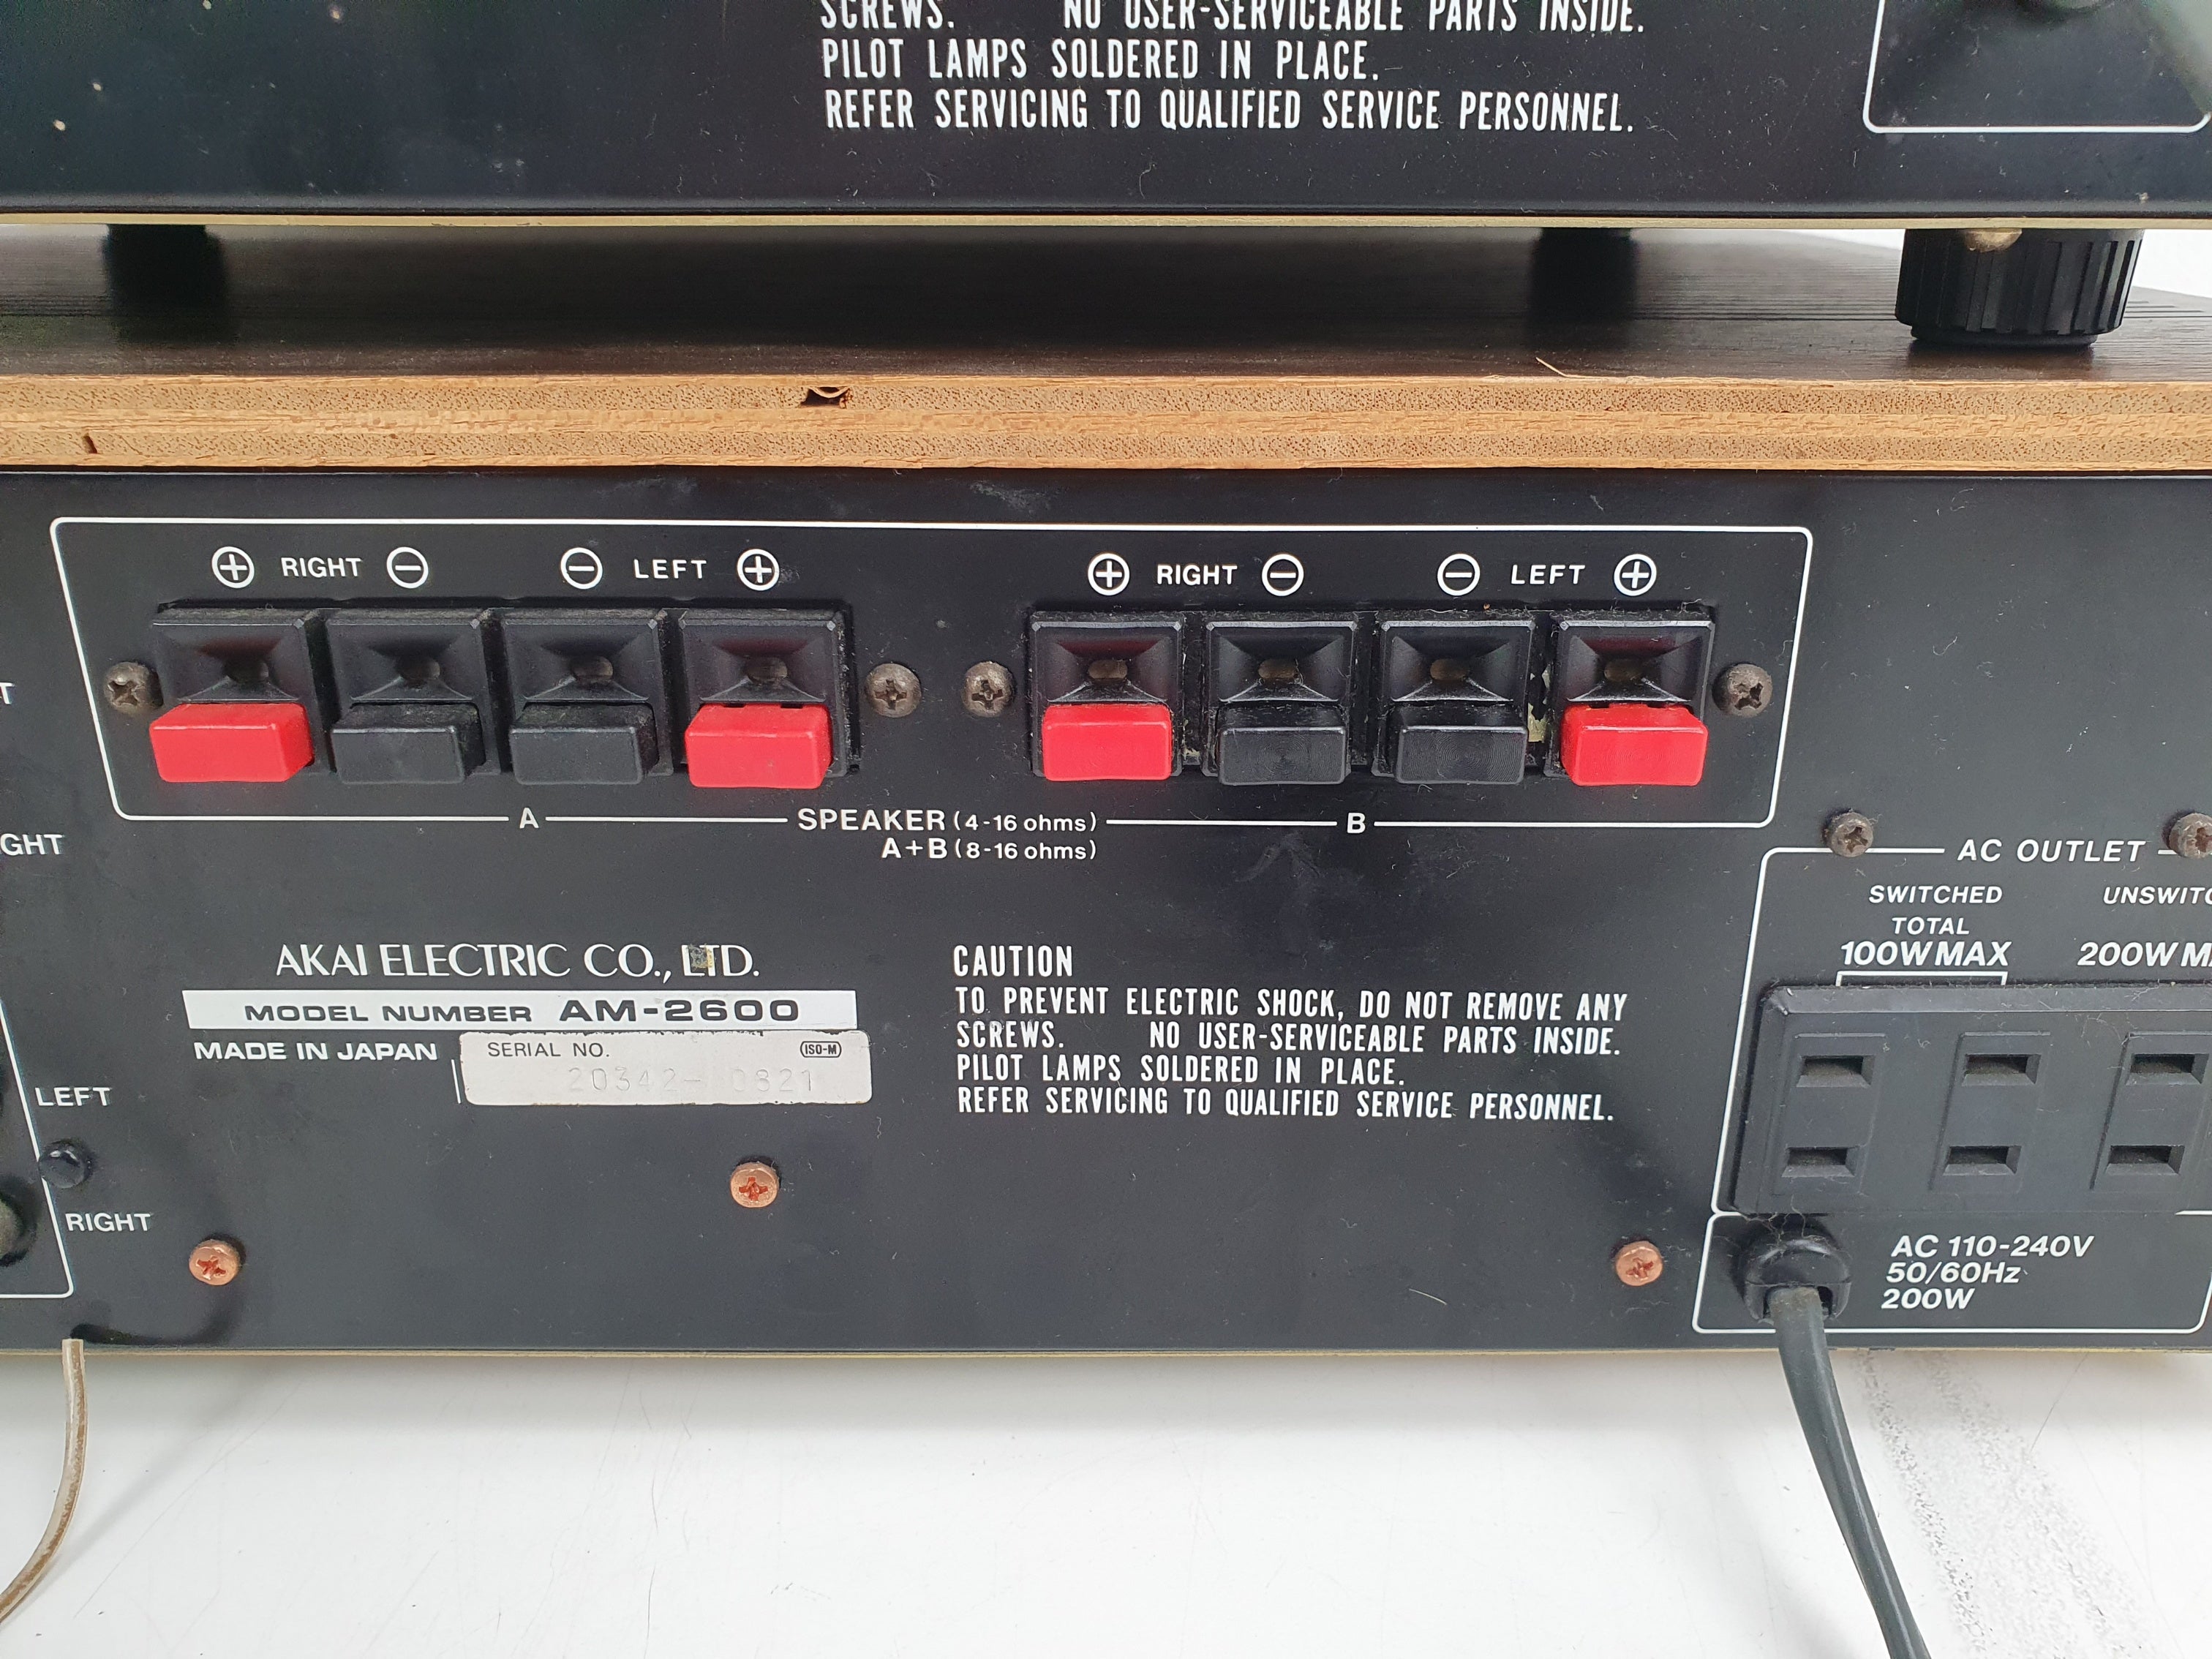 SCREWS. NO USER-SERVICEABLE PARTS INSIDE.
PILOT LAMPS SOLDERED IN PLACE.
REFER SERVICING TO QUALIFIED SERVICE PERSONNEL.
⊕ RIGHT ⊖ ⊖ LEFT ⊕
⊕ RIGHT ⊖ ⊖ LEFT ⊕
A SPEAKER (4-16 ohms) B
A+B (8-16 ohms)
AC OUTLET
SWITCHED
TOTAL
100W MAX
200W
AKAI ELECTRIC CO., LTD.
MODEL NUMBER AM-2600
MADE IN JAPAN
SERIAL NO. ISO-M
CAUTION
TO PREVENT ELECTRIC SHOCK, DO NOT REMOVE ANY
SCREWS. NO USER-SERVICEABLE PARTS INSIDE.
PILOT LAMPS SOLDERED IN PLACE.
REFER SERVICING TO QUALIFIED SERVICE PERSONNEL.
LEFT
RIGHT
AC 110-240V
50/60Hz
200W